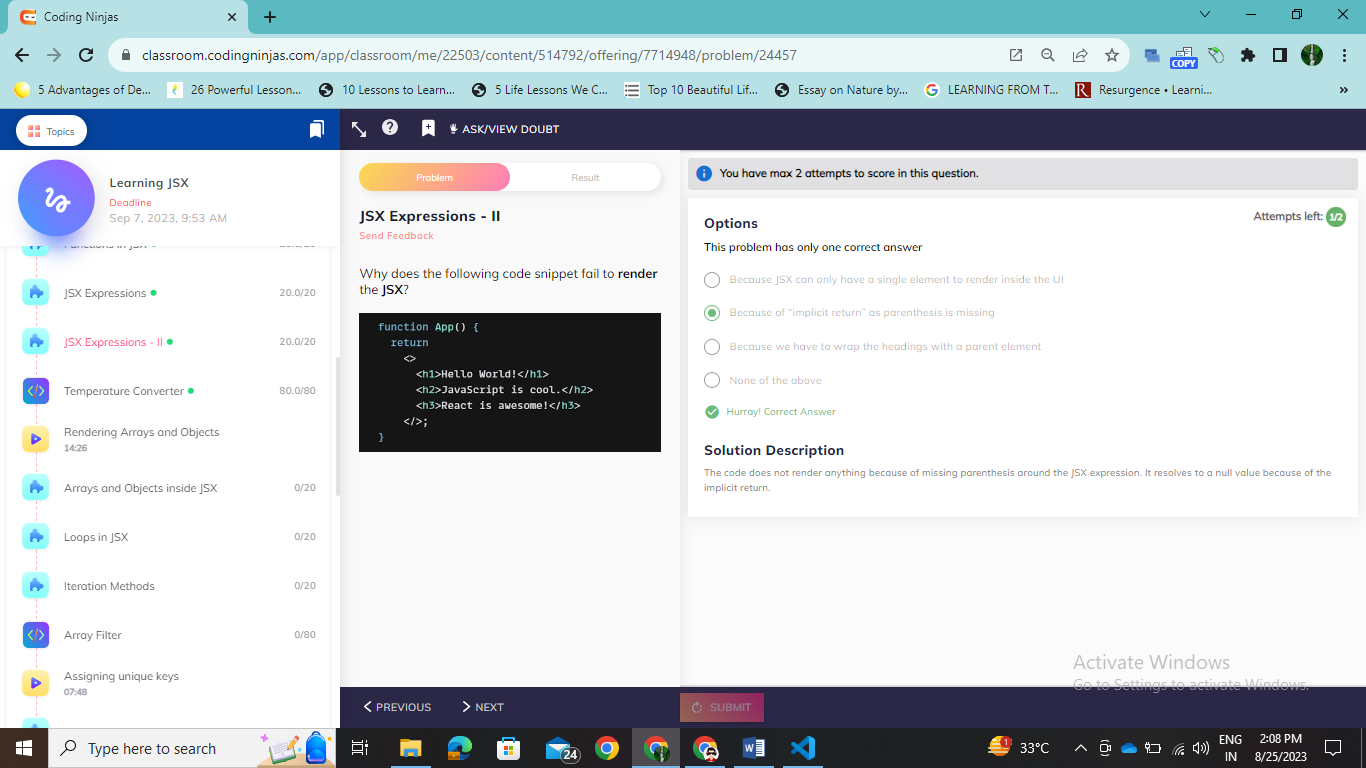 Coding Ninjas
classroom.codingninjas.com/app/classroom/me/22503/content/514792/offering/7714948/problem/24457
COPY
5 Advantages of De...
26 Powerful Lesson...
10 Lessons to Learn...
5 Life Lessons We C...
Top 10 Beautiful Lif...
Essay on Nature by...
LEARNING FROM T...
Resurgence • Learni...
Topics
ASK/VIEW DOUBT
Learning JSX
Deadline
Sep 7, 2023, 9:53 AM
JSX Expressions
20.0/20
JSX Expressions - II
20.0/20
Temperature Converter
80.0/80
Rendering Arrays and Objects
14:26
Arrays and Objects inside JSX
0/20
Loops in JSX
0/20
Iteration Methods
0/20
Array Filter
0/80
Assigning unique keys
07:48
Problem
Result
JSX Expressions - II
Send Feedback
Why does the following code snippet fail to render
the JSX?
function App() {
return
<>
<h1>Hello World!</h1>
<h2>JavaScript is cool.</h2>
<h3>React is awesome!</h3>
</>;
}
You have max 2 attempts to score in this question.
Options
Attempts left: 1/2
This problem has only one correct answer
Because JSX can only have a single element to render inside the UI
Because of “implicit return” as parenthesis is missing
Because we have to wrap the headings with a parent element
None of the above
Hurray! Correct Answer
Solution Description
The code does not render anything because of missing parenthesis around the JSX expression. It resolves to a null value because of the
implicit return.
Activate Windows
Go to Settings to activate Windows.
PREVIOUS
NEXT
SUBMIT
Type here to search
24
1
33°C
ENG
IN
2:08 PM
8/25/2023